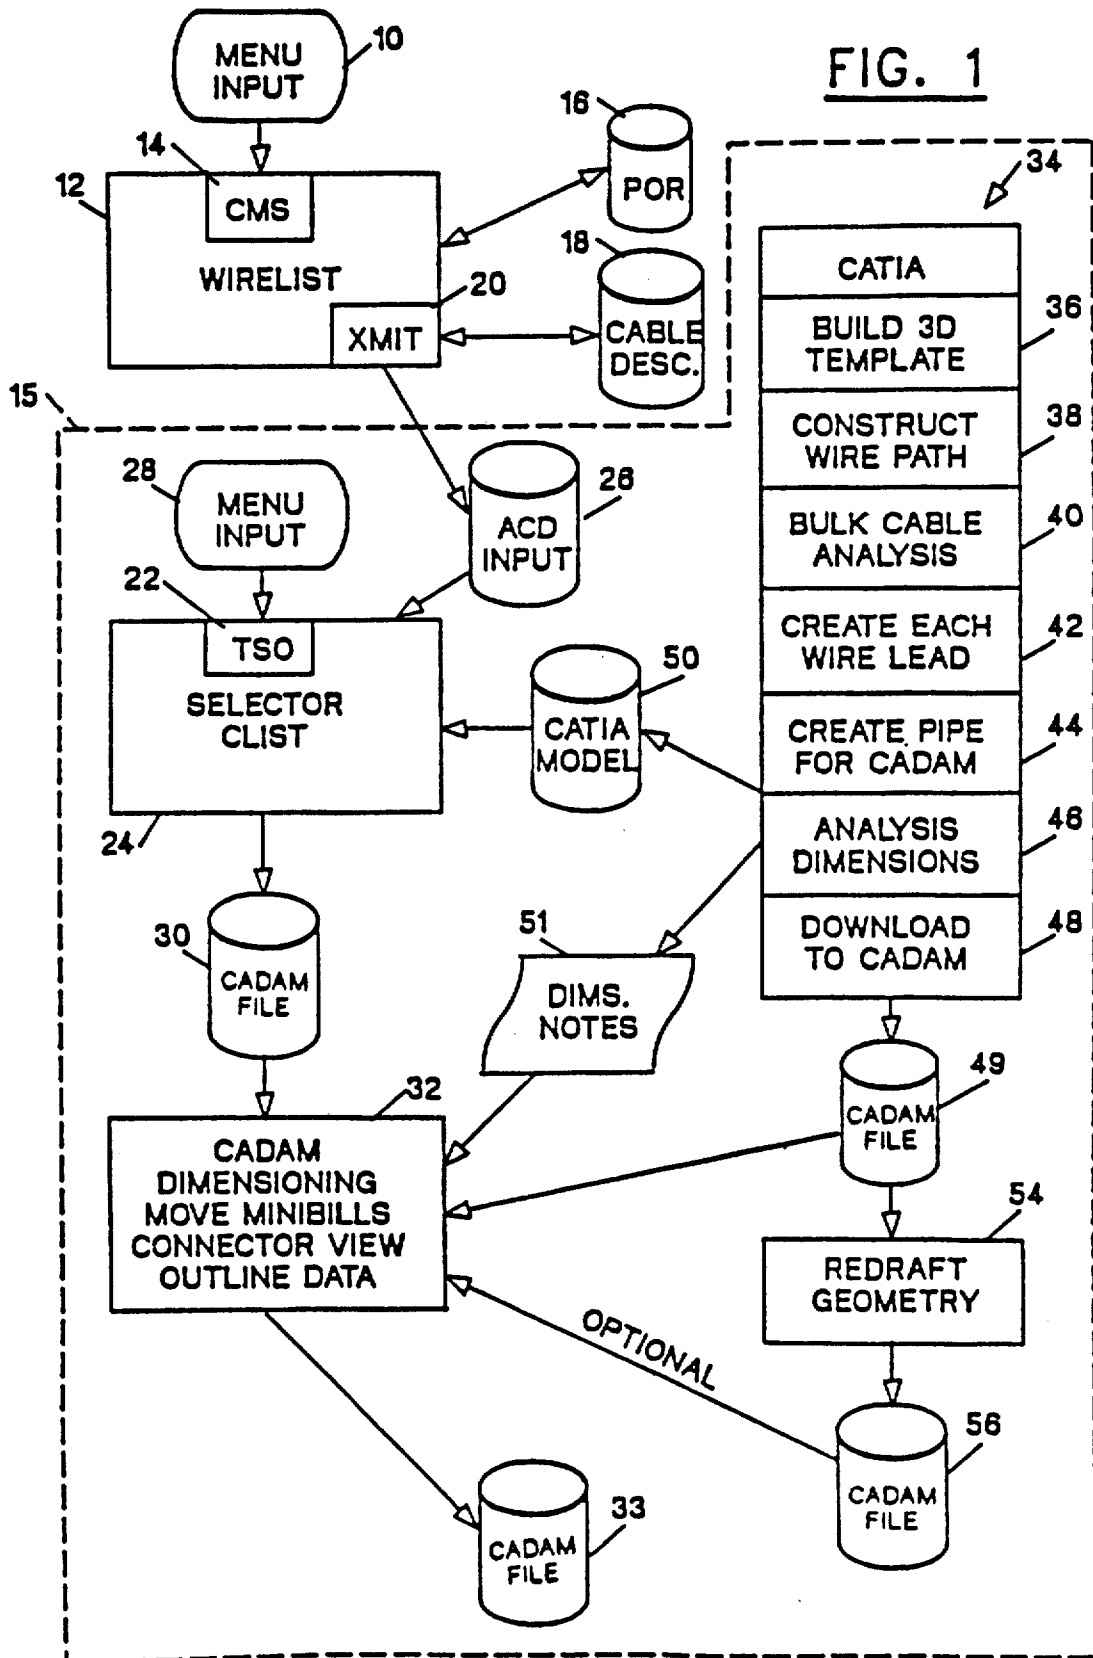 FIG. 1
10
MENU
INPUT
14
12
CMS
WIRELIST
20
XMIT
16
POR
18
CABLE
DESC.
34
CATIA
BUILD 3D
TEMPLATE
36
CONSTRUCT
WIRE PATH
38
BULK CABLE
ANALYSIS
40
CREATE EACH
WIRE LEAD
42
CREATE PIPE
FOR CADAM
44
ANALYSIS
DIMENSIONS
46
DOWNLOAD
TO CADAM
48
15
28
MENU
INPUT
26
ACD
INPUT
22
TSO
SELECTOR
CLIST
24
50
CATIA
MODEL
30
CADAM
FILE
51
DIMS.
NOTES
49
CADAM
FILE
32
CADAM
DIMENSIONING
MOVE MINIBILLS
CONNECTOR VIEW
OUTLINE DATA
54
REDRAFT
GEOMETRY
OPTIONAL
56
CADAM
FILE
33
CADAM
FILE